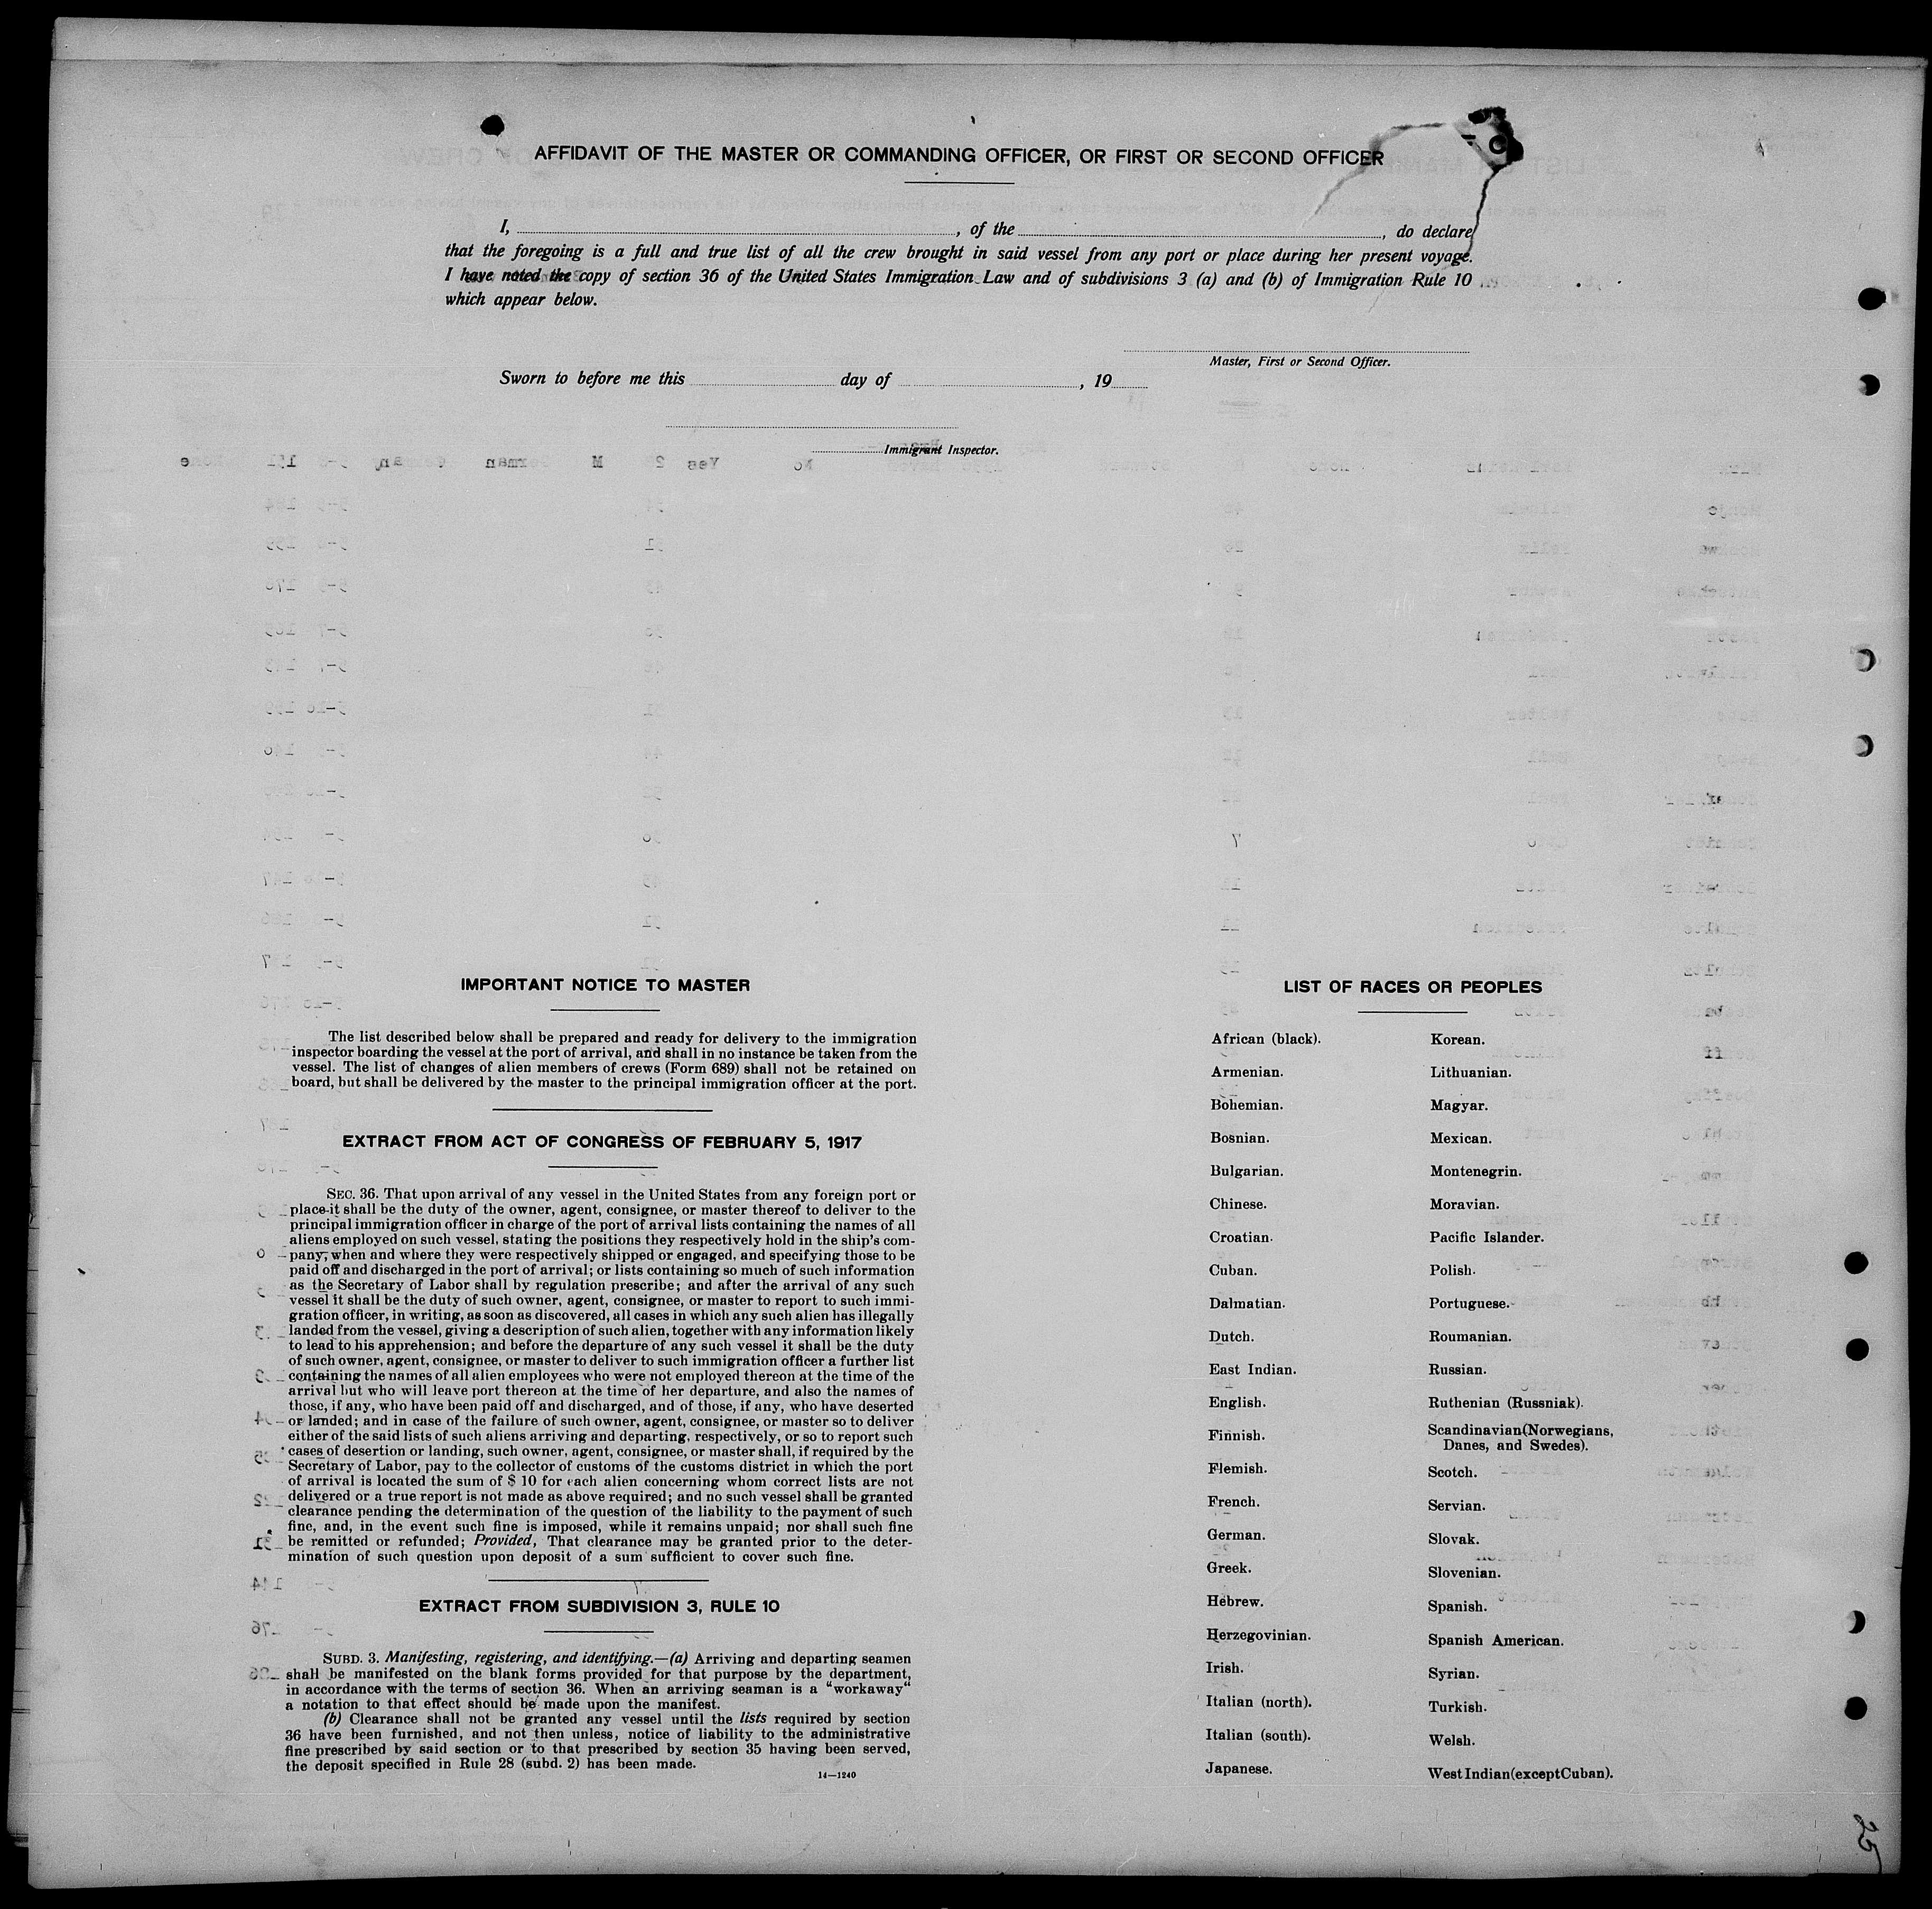 AFFIDAVIT OF THE MASTER OR COMMANDING OFFICER, OR FIRST OR SECOND OFFICER
I, , of the , do declare
that the foregoing is a full and true list of all the crew brought in said vessel from any port or place during her present voyage.
I have noted the copy of section 36 of the United States Immigration Law and of subdivisions 3 (a) and (b) of Immigration Rule 10
which appear below.
Master, First or Second Officer.
Sworn to before me this day of , 19
Immigrant Inspector.
IMPORTANT NOTICE TO MASTER
The list described below shall be prepared and ready for delivery to the immigration
inspector boarding the vessel at the port of arrival, and shall in no instance be taken from the
vessel. The list of changes of alien members of crews (Form 689) shall not be retained on
board, but shall be delivered by the master to the principal immigration officer at the port.
EXTRACT FROM ACT OF CONGRESS OF FEBRUARY 5, 1917
SEC. 36. That upon arrival of any vessel in the United States from any foreign port or
place it shall be the duty of the owner, agent, consignee, or master thereof to deliver to the
principal immigration officer in charge of the port of arrival lists containing the names of all
aliens employed on such vessel, stating the positions they respectively hold in the ship's com-
pany, when and where they were respectively shipped or engaged, and specifying those to be
paid off and discharged in the port of arrival; or lists containing so much of such information
as the Secretary of Labor shall by regulation prescribe; and after the arrival of any such
vessel it shall be the duty of such owner, agent, consignee, or master to report to such immi-
gration officer, in writing, as soon as discovered, all cases in which any such alien has illegally
landed from the vessel, giving a description of such alien, together with any information likely
to lead to his apprehension; and before the departure of any such vessel it shall be the duty
of such owner, agent, consignee, or master to deliver to such immigration officer a further list
containing the names of all alien employees who were not employed thereon at the time of the
arrival but who will leave port thereon at the time of her departure, and also the names of
those, if any, who have been paid off and discharged, and of those, if any, who have deserted
or landed; and in case of the failure of such owner, agent, consignee, or master so to deliver
either of the said lists of such aliens arriving and departing, respectively, or so to report such
cases of desertion or landing, such owner, agent, consignee, or master shall, if required by the
Secretary of Labor, pay to the collector of customs of the customs district in which the port
of arrival is located the sum of $ 10 for each alien concerning whom correct lists are not
delivered or a true report is not made as above required; and no such vessel shall be granted
clearance pending the determination of the question of the liability to the payment of such
fine, and, in the event such fine is imposed, while it remains unpaid; nor shall such fine
be remitted or refunded; Provided, That clearance may be granted prior to the deter-
mination of such question upon deposit of a sum sufficient to cover such fine.
EXTRACT FROM SUBDIVISION 3, RULE 10
SUBD. 3. Manifesting, registering, and identifying.—(a) Arriving and departing seamen
shall be manifested on the blank forms provided for that purpose by the department,
in accordance with the terms of section 36. When an arriving seaman is a "workaway"
a notation to that effect should be made upon the manifest.
(b) Clearance shall not be granted any vessel until the lists required by section
36 have been furnished, and not then unless, notice of liability to the administrative
fine prescribed by said section or to that prescribed by section 35 having been served,
the deposit specified in Rule 28 (subd. 2) has been made.
14—1240
LIST OF RACES OR PEOPLES
African (black).
Armenian.
Bohemian.
Bosnian.
Bulgarian.
Chinese.
Croatian.
Cuban.
Dalmatian.
Dutch.
East Indian.
English.
Finnish.
Flemish.
French.
German.
Greek.
Hebrew.
Herzegovinian.
Irish.
Italian (north).
Italian (south).
Japanese.
Korean.
Lithuanian.
Magyar.
Mexican.
Montenegrin.
Moravian.
Pacific Islander.
Polish.
Portuguese.
Roumanian.
Russian.
Ruthenian (Russniak).
Scandinavian (Norwegians,
Danes, and Swedes).
Scotch.
Servian.
Slovak.
Slovenian.
Spanish.
Spanish American.
Syrian.
Turkish.
Welsh.
West Indian (except Cuban).
25